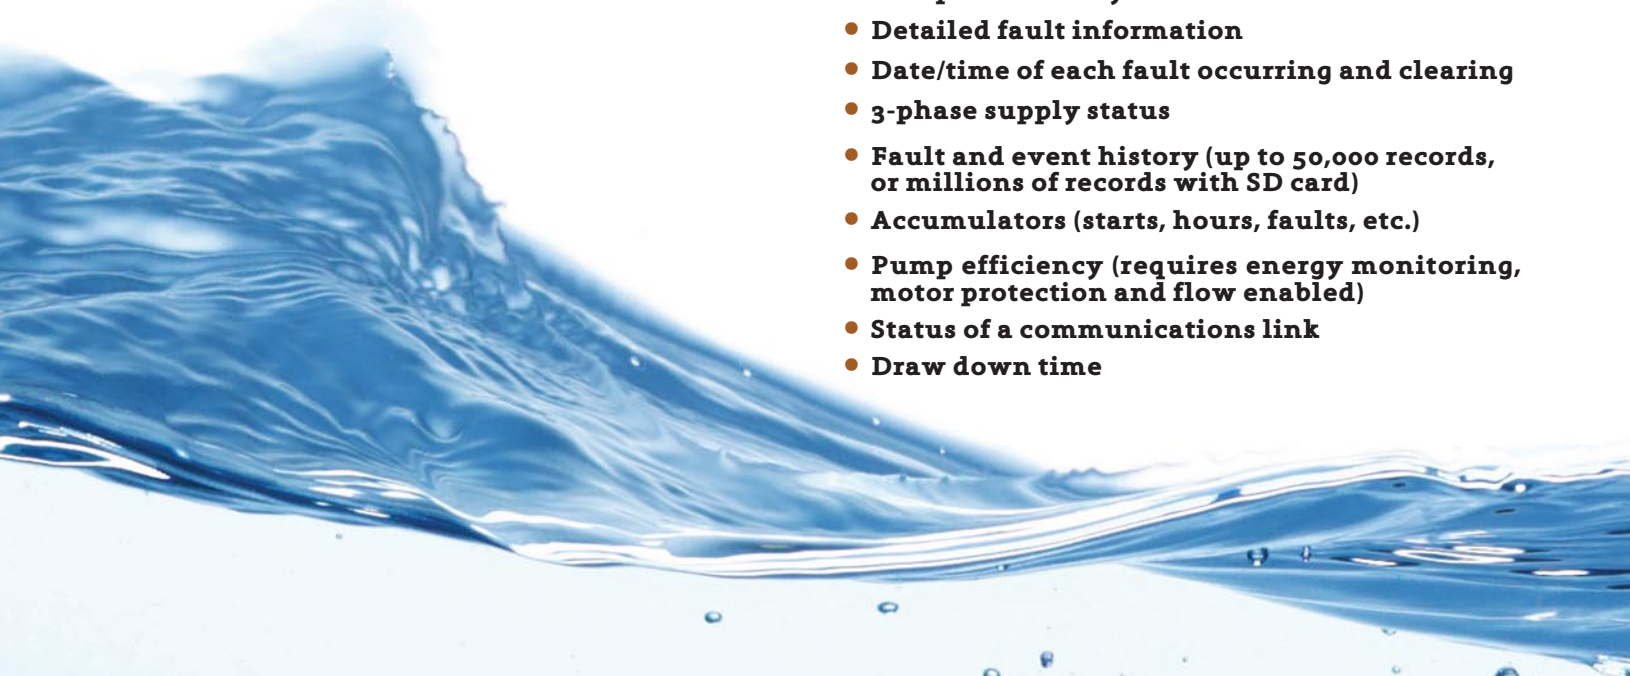 • Detailed fault information
• Date/time of each fault occurring and clearing
• 3-phase supply status
• Fault and event history (up to 50,000 records,
or millions of records with SD card)
• Accumulators (starts, hours, faults, etc.)
• Pump efficiency (requires energy monitoring,
motor protection and flow enabled)
• Status of a communications link
• Draw down time